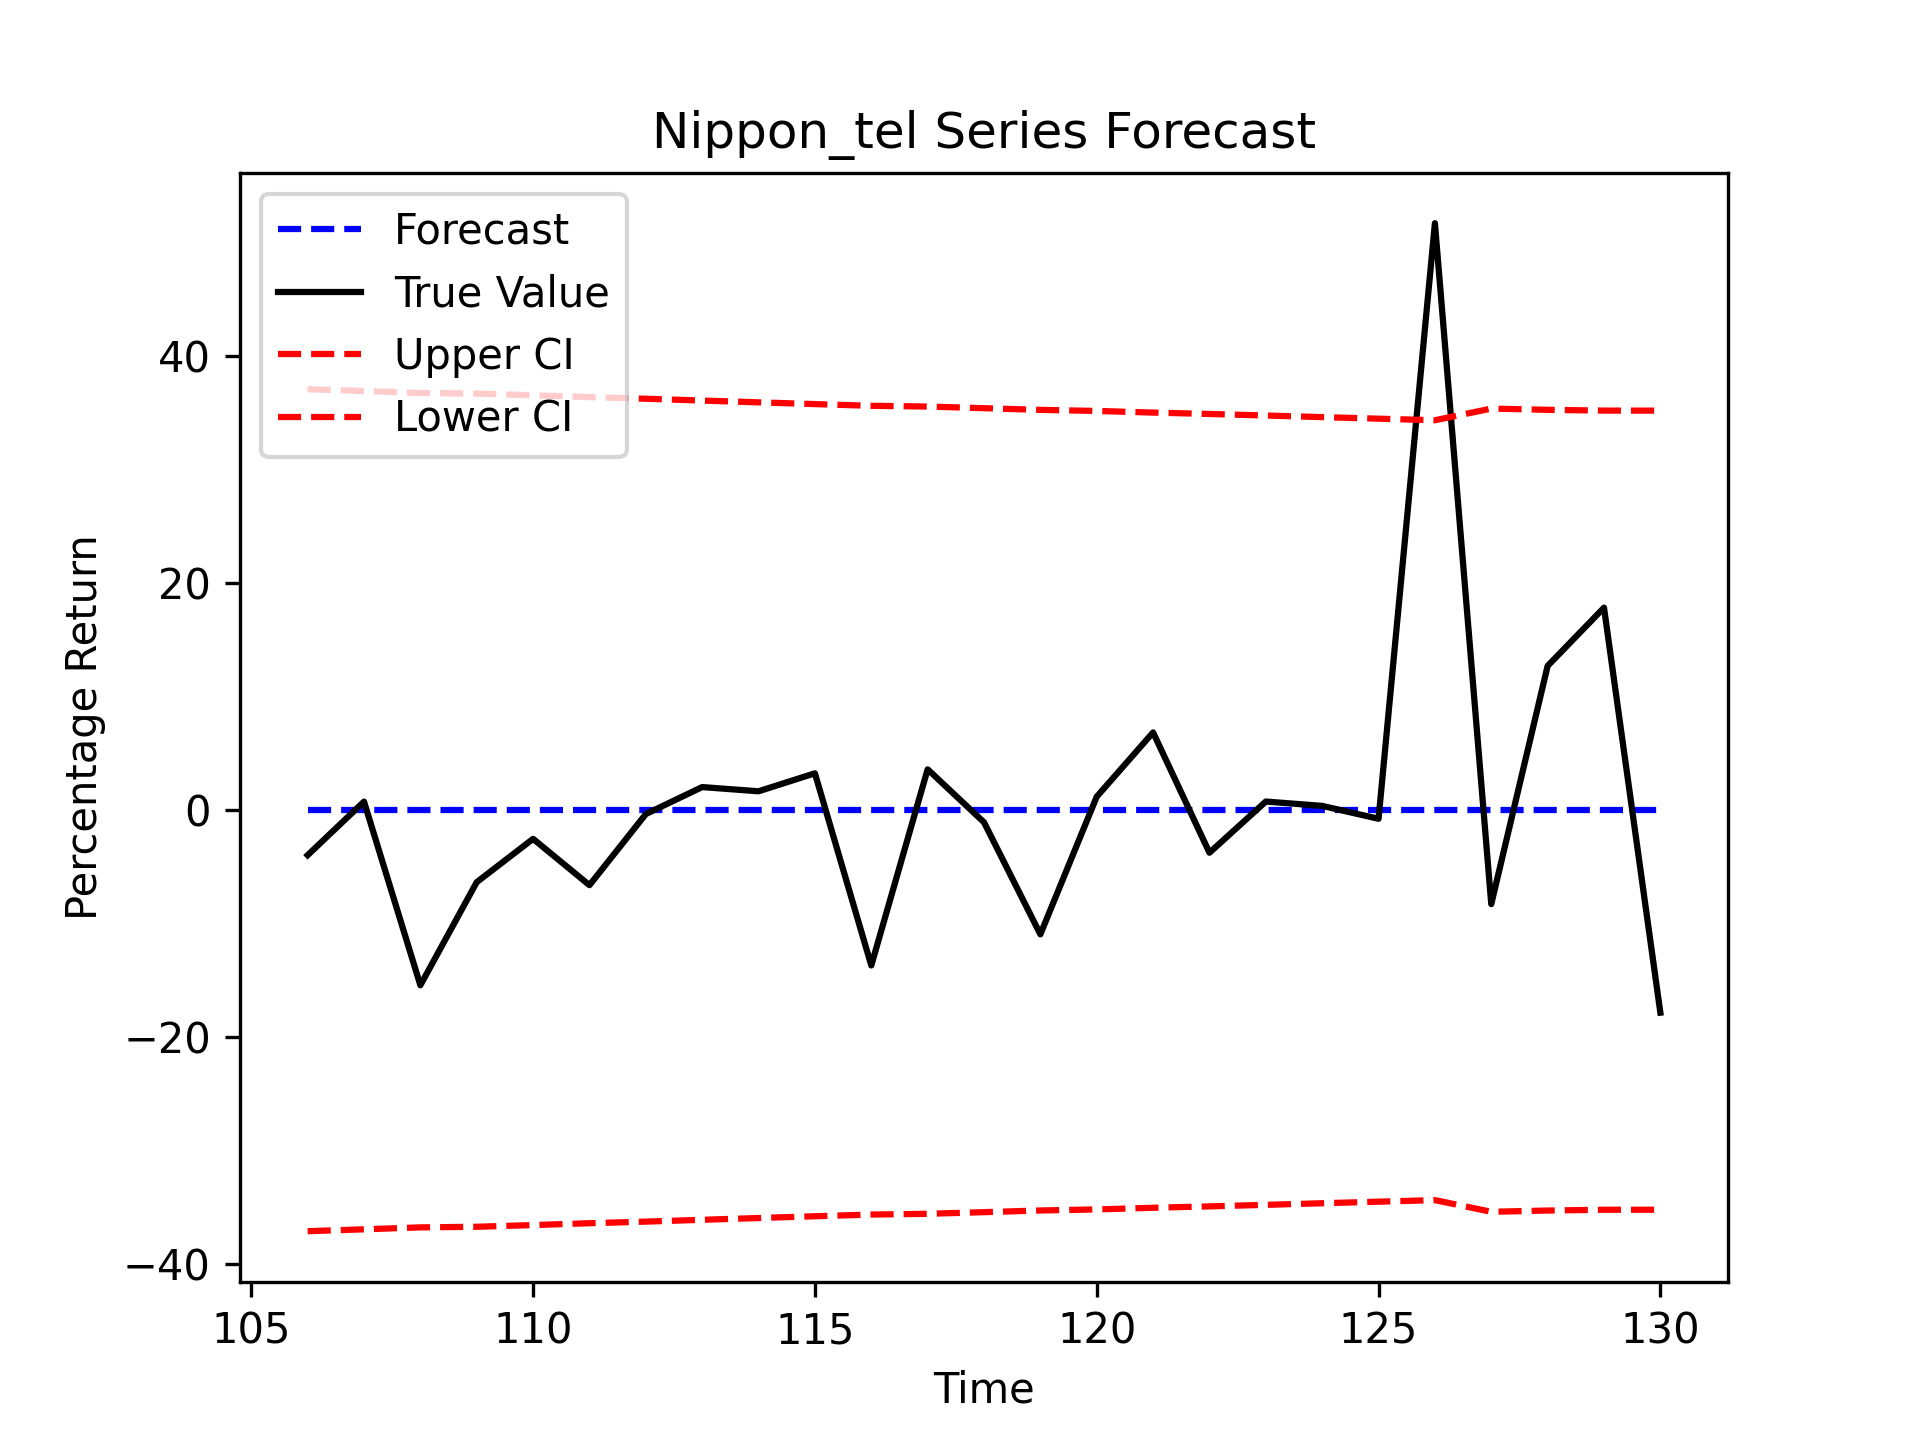 Nippon_tel Series Forecast
Forecast
True Value
Upper CI
Lower CI
Percentage Return
40
20
0
−20
−40
105 110 115 120 125 130
Time